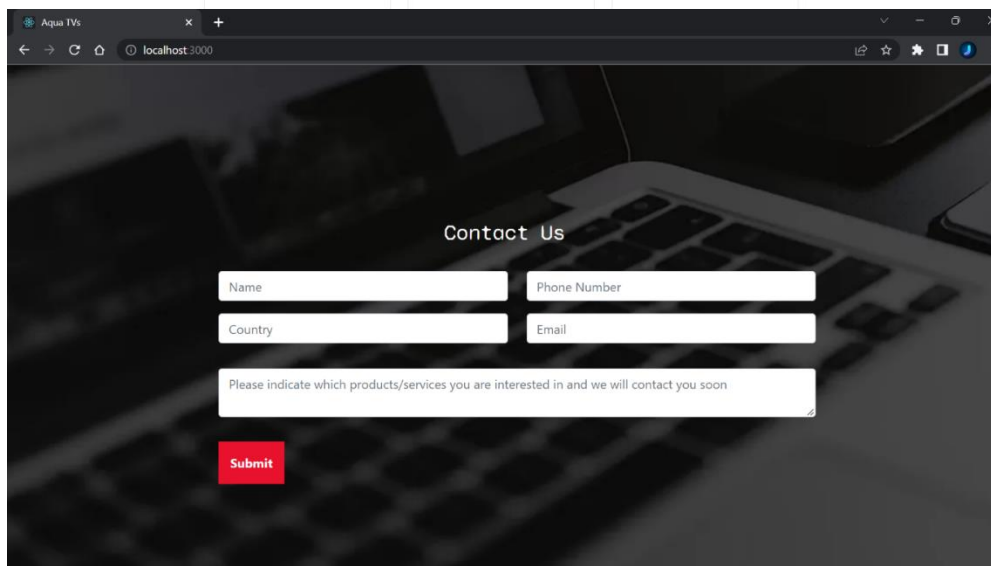 Aqua TVs
localhost:3000
Contact Us
Name
Phone Number
Country
Email
Please indicate which products/services you are interested in and we will contact you soon
Submit